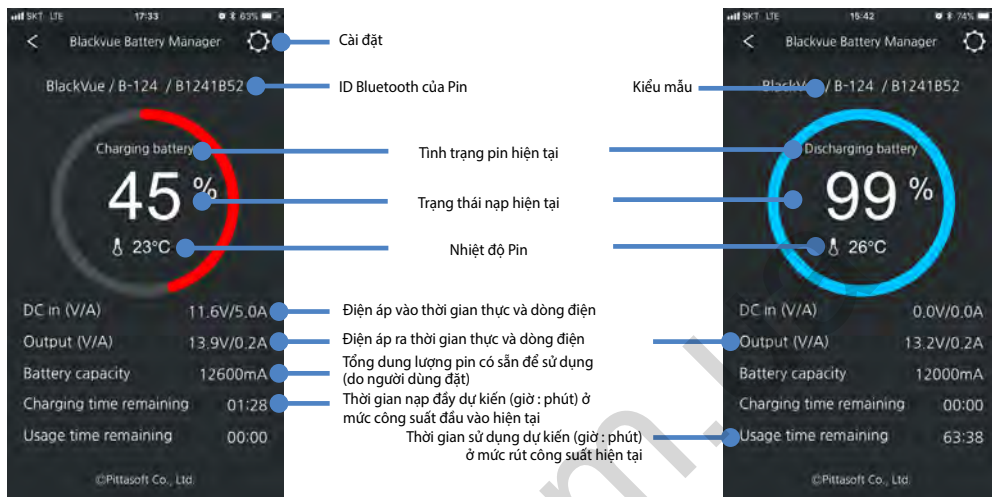 SKT LTE 17:33 63%
Blackvue Battery Manager
BlackVue / B-124 / B1241B52
Charging battery
45 %
23°C
DC in (V/A) 11.6V/5.0A
Output (V/A) 13.9V/0.2A
Battery capacity 12600mA
Charging time remaining 01:28
Usage time remaining 00:00
©Pittasoft Co., Ltd.
Cài đặt
ID Bluetooth của Pin
Kiểu mẫu
Tình trạng pin hiện tại
Trạng thái nạp hiện tại
Nhiệt độ Pin
Điện áp vào thời gian thực và dòng điện
Điện áp ra thời gian thực và dòng điện
Tổng dung lượng pin có sẵn để sử dụng
(do người dùng đặt)
Thời gian nạp đầy dự kiến (giờ : phút) ở
mức công suất đầu vào hiện tại
Thời gian sử dụng dự kiến (giờ : phút)
ở mức rút công suất hiện tại
SKT LTE 15:42 74%
Blackvue Battery Manager
BlackVue / B-124 / B1241B52
Discharging battery
99 %
26°C
DC in (V/A) 0.0V/0.0A
Output (V/A) 13.2V/0.2A
Battery capacity 12000mA
Charging time remaining 00:00
Usage time remaining 63:38
©Pittasoft Co., Ltd.